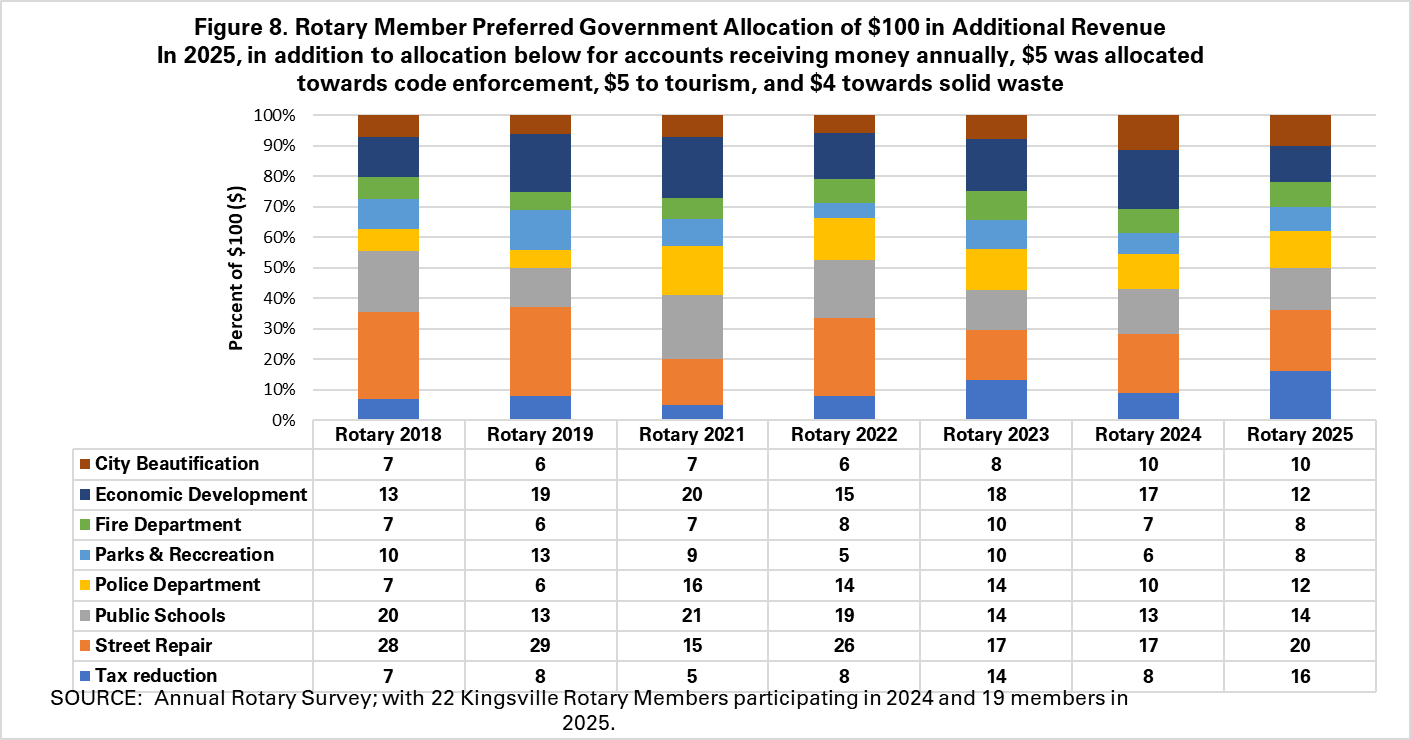 Figure 8. Rotary Member Preferred Government Allocation of $100 in Additional Revenue
In 2025, in addition to allocation below for accounts receiving money annually, $5 was allocated
towards code enforcement, $5 to tourism, and $4 towards solid waste
Percent of $100 ($)
100%
90%
80%
70%
60%
50%
40%
30%
20%
10%
0%
Rotary 2018 Rotary 2019 Rotary 2021 Rotary 2022 Rotary 2023 Rotary 2024 Rotary 2025
City Beautification 7 6 7 6 8 10 10
Economic Development 13 19 20 15 18 17 12
Fire Department 7 6 7 8 10 7 8
Parks & Reccreation 10 13 9 5 10 6 8
Police Department 7 6 16 14 14 10 12
Public Schools 20 13 21 19 14 13 14
Street Repair 28 29 15 26 17 17 20
Tax reduction 7 8 5 8 14 8 16
SOURCE: Annual Rotary Survey; with 22 Kingsville Rotary Members participating in 2024 and 19 members in
2025.